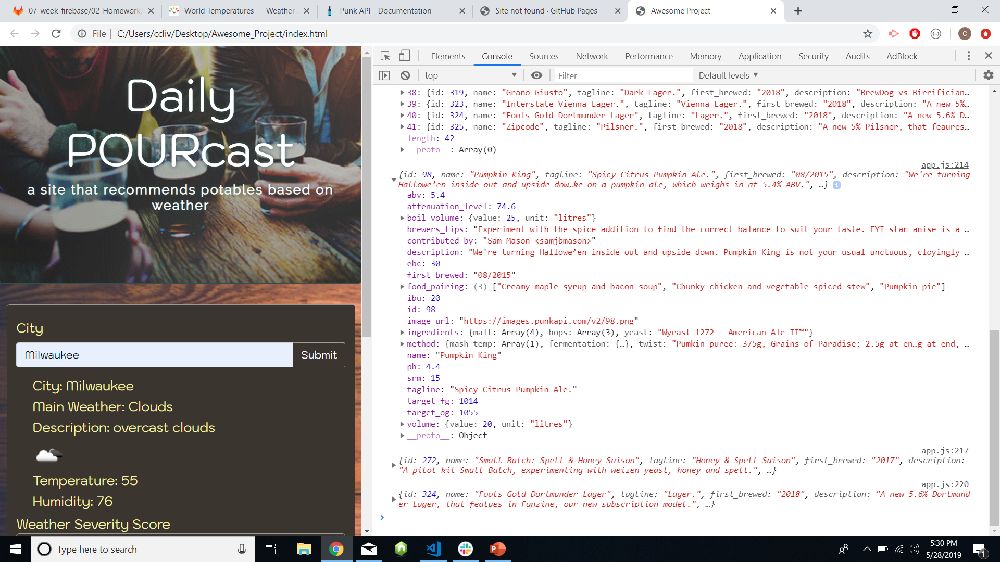 07-week-firebase/02-Homework/
World Temperatures — Weather
Punk API - Documentation
Site not found · GitHub Pages
Awesome Project
File
C:/Users/ccliv/Desktop/Awesome_Project/index.html
C
Daily
POURcast
a site that recommends potables based on
weather
City
Milwaukee
Submit
City: Milwaukee
Main Weather: Clouds
Description: overcast clouds
Temperature: 55
Humidity: 76
Weather Severity Score
Elements Console Sources Network Performance Memory Application Security Audits AdBlock
top
Filter
Default levels
38: {id: 319, name: "Grano Giusto", tagline: "Dark Lager.", first_brewed: "2018", description: "BrewDog vs Birrifician…
39: {id: 323, name: "Interstate Vienna Lager.", tagline: "Vienna Lager.", first_brewed: "2018", description: "A new 5%…
40: {id: 324, name: "Fools Gold Dortmunder Lager", tagline: "Lager.", first_brewed: "2018", description: "A new 5.6% D…
41: {id: 325, name: "Zipcode", tagline: "Pilsner.", first_brewed: "2018", description: "A new 5% Pilsner, that feaures…
length: 42
__proto__: Array(0)
app.js:214
{id: 98, name: "Pumpkin King", tagline: "Spicy Citrus Pumpkin Ale.", first_brewed: "08/2015", description: "We're turning
Hallowe’en inside out and upside dow…ke on a pumpkin ale, which weighs in at 5.4% ABV.", …}
abv: 5.4
attenuation_level: 74.6
boil_volume: {value: 25, unit: "litres"}
brewers_tips: "Experiment with the spice addition to find the correct balance to suit your taste. FYI star anise is a …
contributed_by: "Sam Mason <samjbmason>"
description: "We're turning Hallowe’en inside out and upside down. Pumpkin King is not your usual unctuous, cloyingly …
ebc: 30
first_brewed: "08/2015"
food_pairing: (3) ["Creamy maple syrup and bacon soup", "Chunky chicken and vegetable spiced stew", "Pumpkin pie"]
ibu: 20
id: 98
image_url: "https://images.punkapi.com/v2/98.png"
ingredients: {malt: Array(4), hops: Array(3), yeast: "Wyeast 1272 - American Ale II™"}
method: {mash_temp: Array(1), fermentation: {…}, twist: "Pumkin puree: 375g, Grains of Paradise: 2.5g at en…g at end, …
name: "Pumpkin King"
ph: 4.4
srm: 15
tagline: "Spicy Citrus Pumpkin Ale."
target_fg: 1014
target_og: 1055
volume: {value: 20, unit: "litres"}
__proto__: Object
app.js:217
{id: 272, name: "Small Batch: Spelt & Honey Saison", tagline: "Honey & Spelt Saison", first_brewed: "2017", description:
"A pilot kit Small Batch, experimenting with weizen yeast, honey and spelt.", …}
app.js:220
{id: 324, name: "Fools Gold Dortmunder Lager", tagline: "Lager.", first_brewed: "2018", description: "A new 5.6% Dortmund
er Lager, that featues in Fanzine, our new subscription model.", …}
Type here to search
5:30 PM
5/28/2019
1